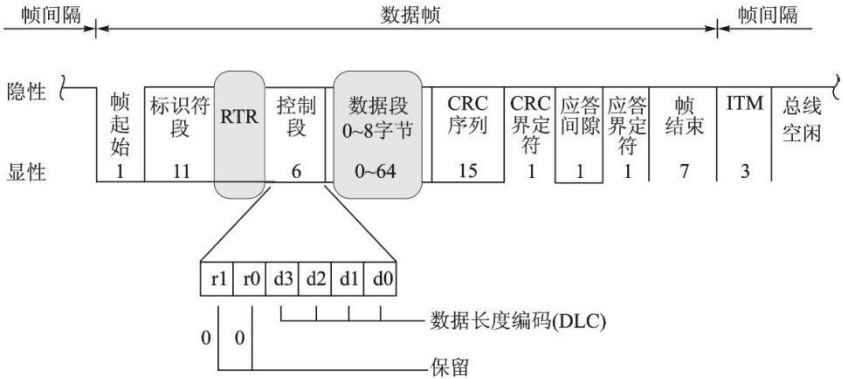 帧间隔
数据帧
帧间隔
隐性
显性
帧
起
始
1
标识符
段
11
RTR
控制
段
6
数据段
0~8字节
0~64
CRC
序列
15
CRC
界定
符
1
应答
间隙
1
应答
界定
符
1
帧
结束
7
ITM
3
总线
空闲
r1 r0 d3 d2 d1 d0
数据长度编码(DLC)
0 0
保留